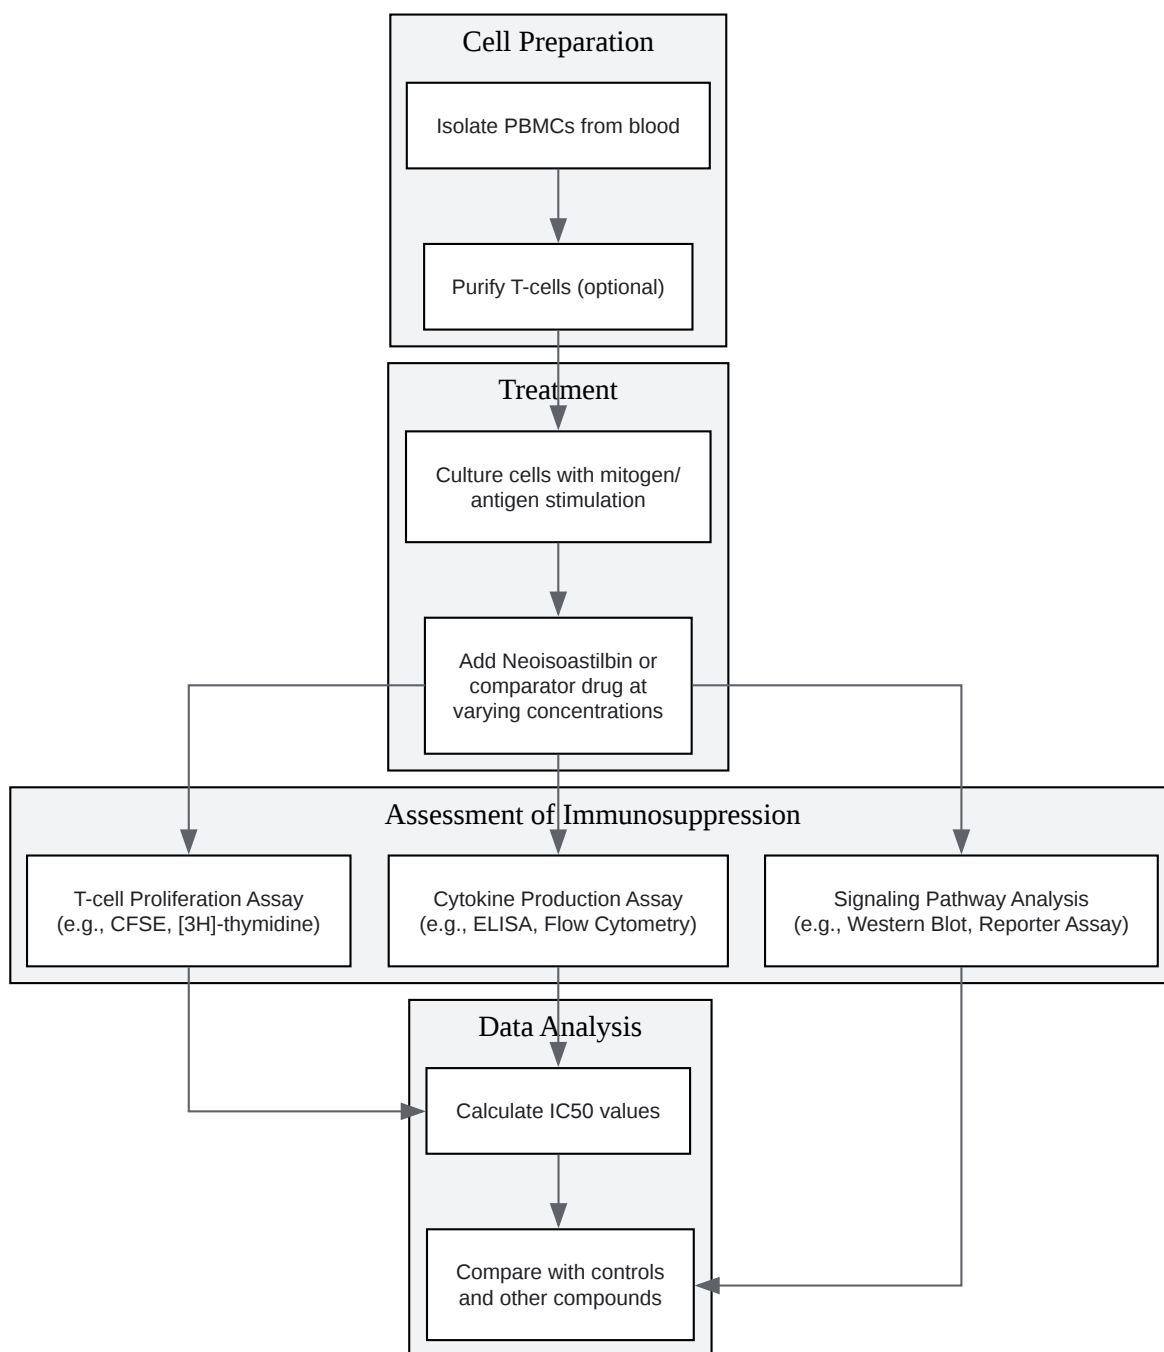 Cell Preparation
Isolate PBMCs from blood
Purify T-cells (optional)
Treatment
Culture cells with mitogen/
antigen stimulation
Add Neoisoastilbin or
comparator drug at
varying concentrations
Assessment of Immunosuppression
T-cell Proliferation Assay
(e.g., CFSE, [3H]-thymidine)
Cytokine Production Assay
(e.g., ELISA, Flow Cytometry)
Signaling Pathway Analysis
(e.g., Western Blot, Reporter Assay)
Data Analysis
Calculate IC50 values
Compare with controls
and other compounds